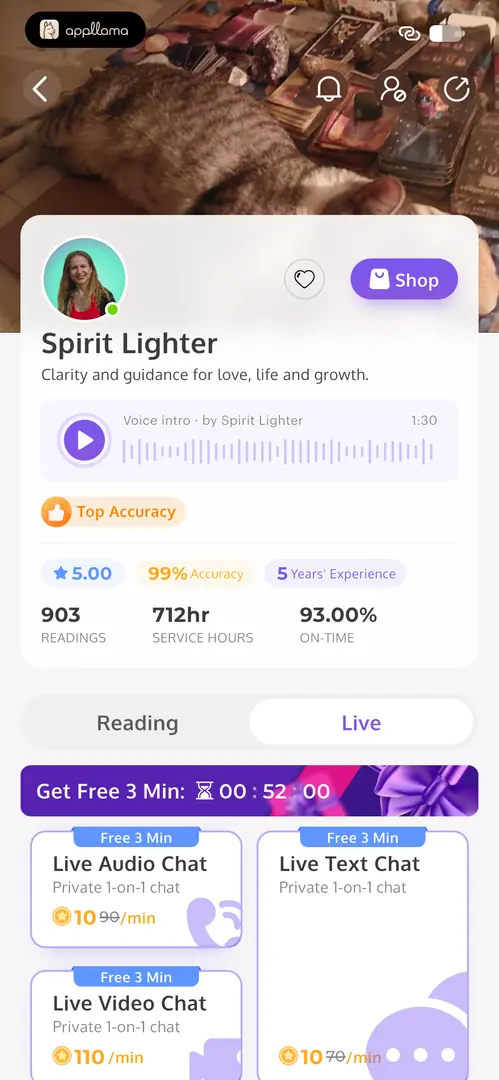 appllama
Shop
Spirit Lighter
Clarity and guidance for love, life and growth.
Voice intro · by Spirit Lighter 1:30
Top Accuracy
5.00 99% Accuracy 5 Years' Experience
903 712hr 93.00%
READINGS SERVICE HOURS ON-TIME
Reading Live
Get Free 3 Min: 00 : 52 : 00
Free 3 Min
Live Audio Chat
Private 1-on-1 chat
10 90/min
Free 3 Min
Live Text Chat
Private 1-on-1 chat
10 70/min
Free 3 Min
Live Video Chat
Private 1-on-1 chat
110 /min